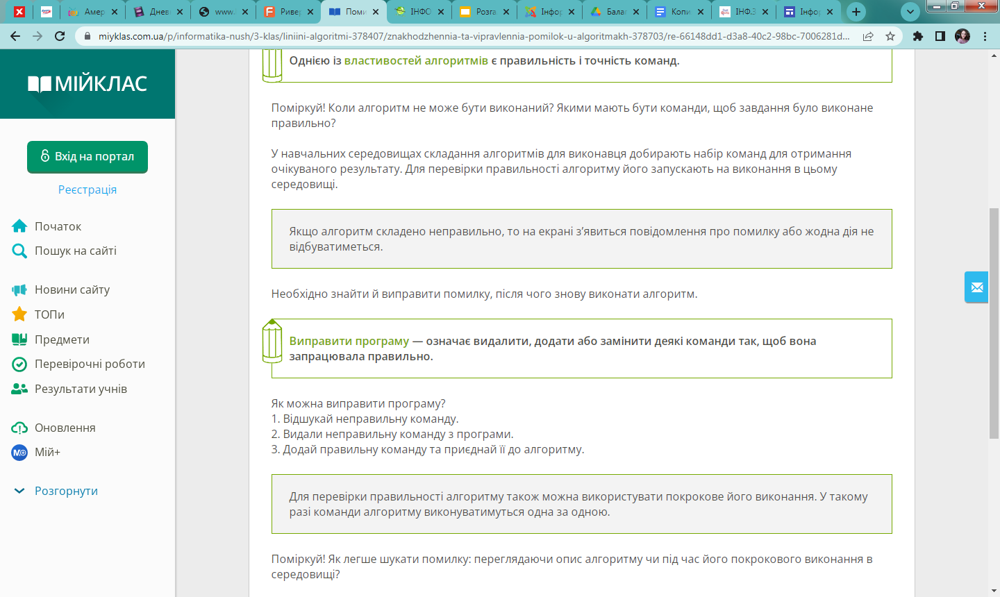 Амер
Дневн
www.
Ривер
Поми
ІНФО
Розга
Інфор
Балаг
Копи
ІНФ.3
Інфор
miyklas.com.ua/p/informatika-nush/3-klas/liniini-algoritmi-378407/znakhodzhennia-ta-vipravlennia-pomilok-u-algoritmakh-378703/re-66148dd1-d3a8-40c2-98bc-7006281d...
МІЙКЛАС
Вхід на портал
Реєстрація
Початок
Пошук на сайті
Новини сайту
ТОПи
Предмети
Перевірочні роботи
Результати учнів
Оновлення
Мій+
Розгорнути
Однією із властивостей алгоритмів є правильність і точність команд.
Поміркуй! Коли алгоритм не може бути виконаний? Якими мають бути команди, щоб завдання було виконане
правильно?
У навчальних середовищах складання алгоритмів для виконавця добирають набір команд для отримання
очікуваного результату. Для перевірки правильності алгоритму його запускають на виконання в цьому
середовищі.
Якщо алгоритм складено неправильно, то на екрані з’явиться повідомлення про помилку або жодна дія не
відбуватиметься.
Необхідно знайти й виправити помилку, після чого знову виконати алгоритм.
Виправити програму — означає видалити, додати або замінити деякі команди так, щоб вона
запрацювала правильно.
Як можна виправити програму?
1. Відшукай неправильну команду.
2. Видали неправильну команду з програми.
3. Додай правильну команду та приєднай її до алгоритму.
Для перевірки правильності алгоритму також можна використувати покрокове його виконання. У такому
разі команди алгоритму виконуватимуться одна за одною.
Поміркуй! Як легше шукати помилку: переглядаючи опис алгоритму чи під час його покрокового виконання в
середовищі?